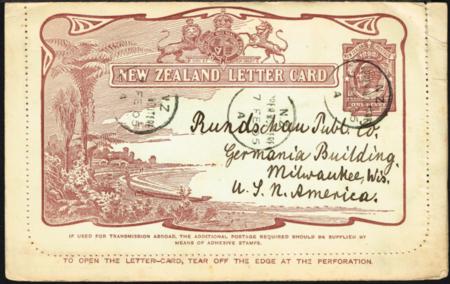 NEW ZEALAND LETTER CARD
Rundschau Publ. Co.
Germania Building.
Milwaukee, Wis.
U. S. N. America.
IF USED FOR TRANSMISSION ABROAD, THE ADDITIONAL POSTAGE REQUIRED SHOULD BE SUPPLIED BY
MEANS OF ADHESIVE STAMPS.
TO OPEN THE LETTER-CARD, TEAR OFF THE EDGE AT THE PERFORATION.